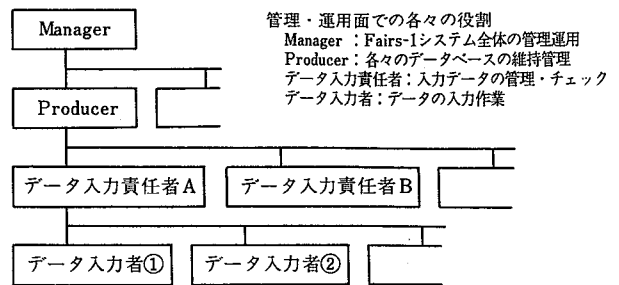 Manager
管理・運用面での各々の役割
Manager：Fairs-1システム全体の管理運用
Producer：各々のデータベースの維持管理
データ入力責任者：入力データの管理・チェック
データ入力者：データの入力作業
Producer
データ入力責任者A
データ入力責任者B
データ入力者①
データ入力者②